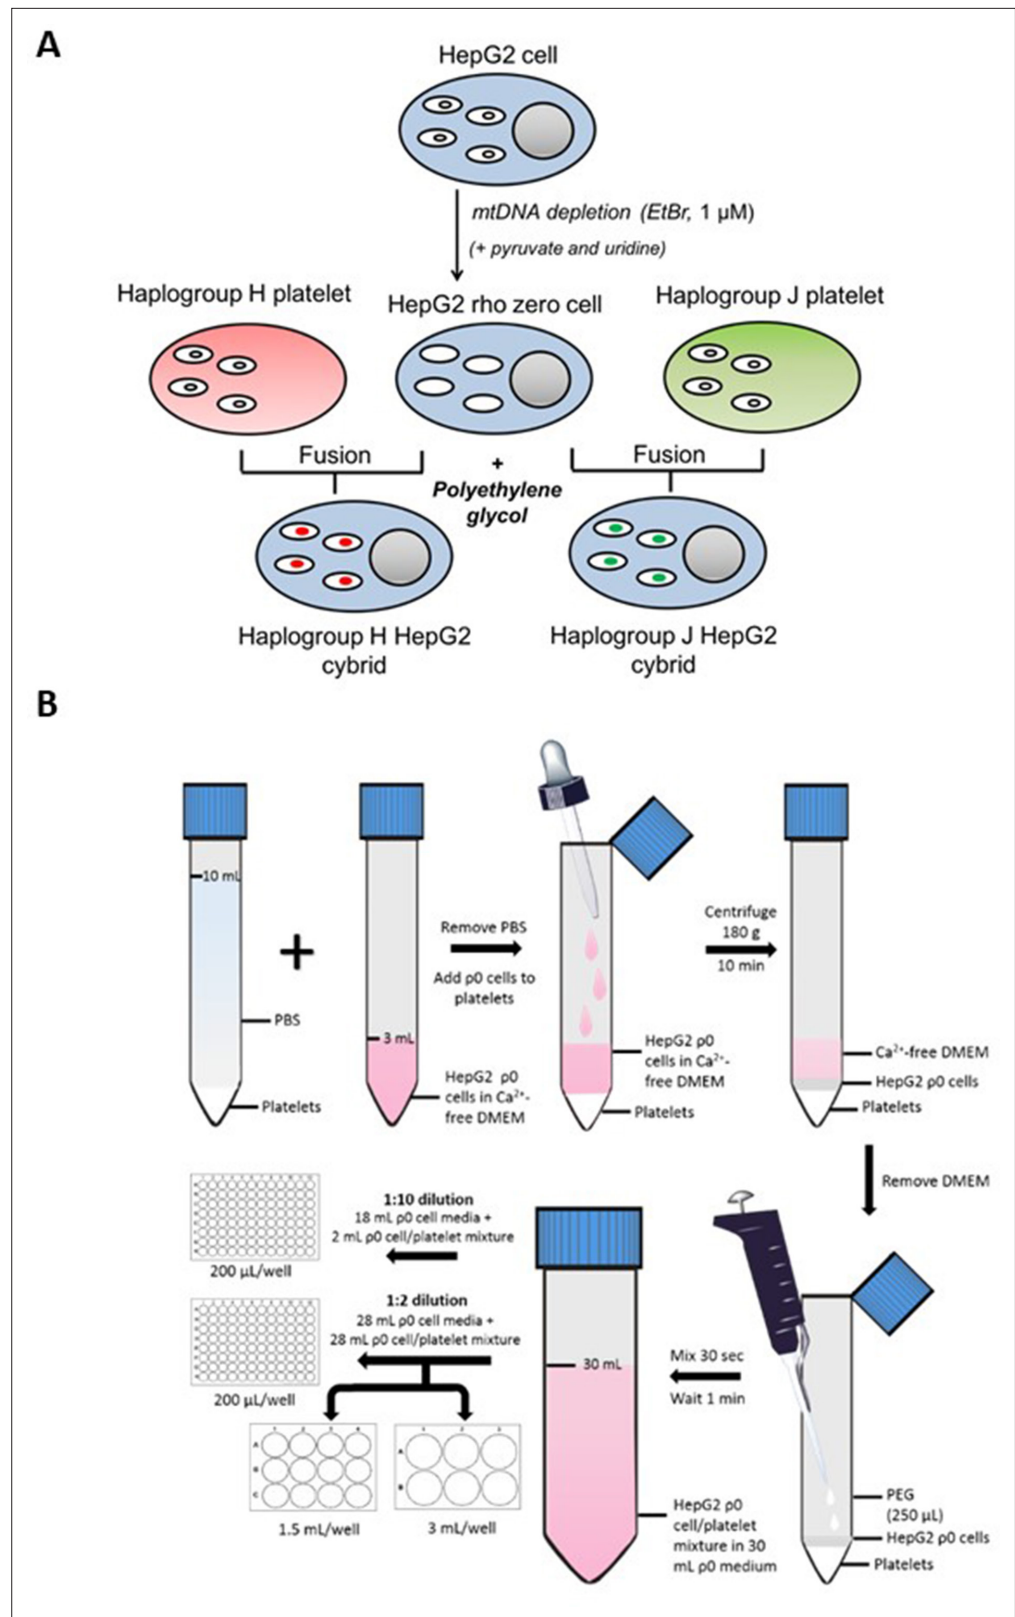 A
HepG2 cell
mtDNA depletion (EtBr, 1 µM)
(+ pyruvate and uridine)
Haplogroup H platelet
HepG2 rho zero cell
Haplogroup J platelet
Fusion
+
Polyethylene
glycol
Fusion
Haplogroup H HepG2
cybrid
Haplogroup J HepG2
cybrid
B
10 mL
PBS
Platelets
+
3 mL
HepG2 ρ0
cells in Ca²⁺-
free DMEM
Remove PBS
Add ρ0 cells to
platelets
HepG2 ρ0
cells in Ca²⁺-
free DMEM
Platelets
Centrifuge
180 g
10 min
Ca²⁺-free DMEM
HepG2 ρ0 cells
Platelets
Remove DMEM
PEG
(250 µL)
HepG2 ρ0 cells
Platelets
Mix 30 sec
Wait 1 min
30 mL
HepG2 ρ0
cell/platelet
mixture in 30
mL ρ0 medium
1:10 dilution
18 mL ρ0 cell media +
2 mL ρ0 cell/platelet mixture
200 µL/well
1:2 dilution
28 mL ρ0 cell media +
28 mL ρ0 cell/platelet mixture
200 µL/well
1 2 3 4
A
B
C
1.5 mL/well
1 2 3
A
B
3 mL/well